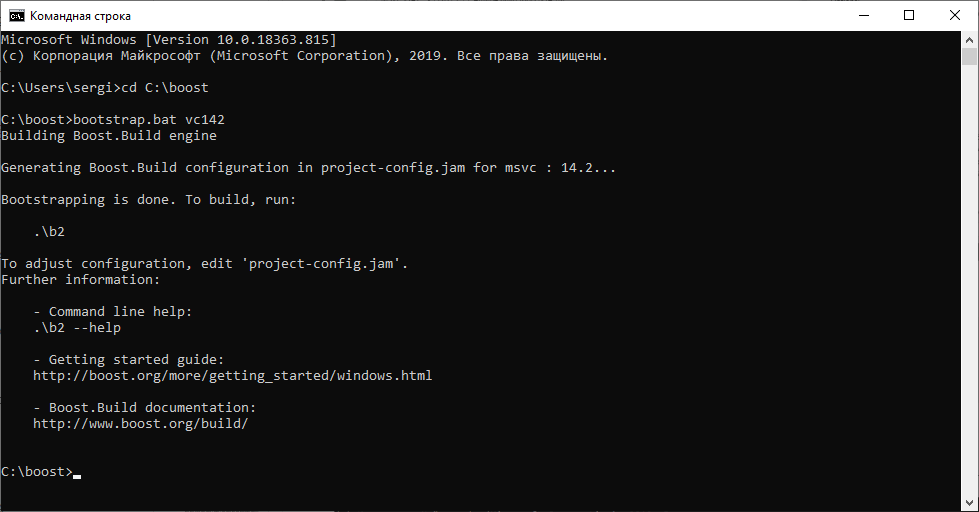 Командная строка
Microsoft Windows [Version 10.0.18363.815]
(c) Корпорация Майкрософт (Microsoft Corporation), 2019. Все права защищены.
C:\Users\sergi>cd C:\boost
C:\boost>bootstrap.bat vc142
Building Boost.Build engine
Generating Boost.Build configuration in project-config.jam for msvc : 14.2...
Bootstrapping is done. To build, run:
.\b2
To adjust configuration, edit 'project-config.jam'.
Further information:
- Command line help:
.\b2 --help
- Getting started guide:
http://boost.org/more/getting_started/windows.html
- Boost.Build documentation:
http://www.boost.org/build/
C:\boost>